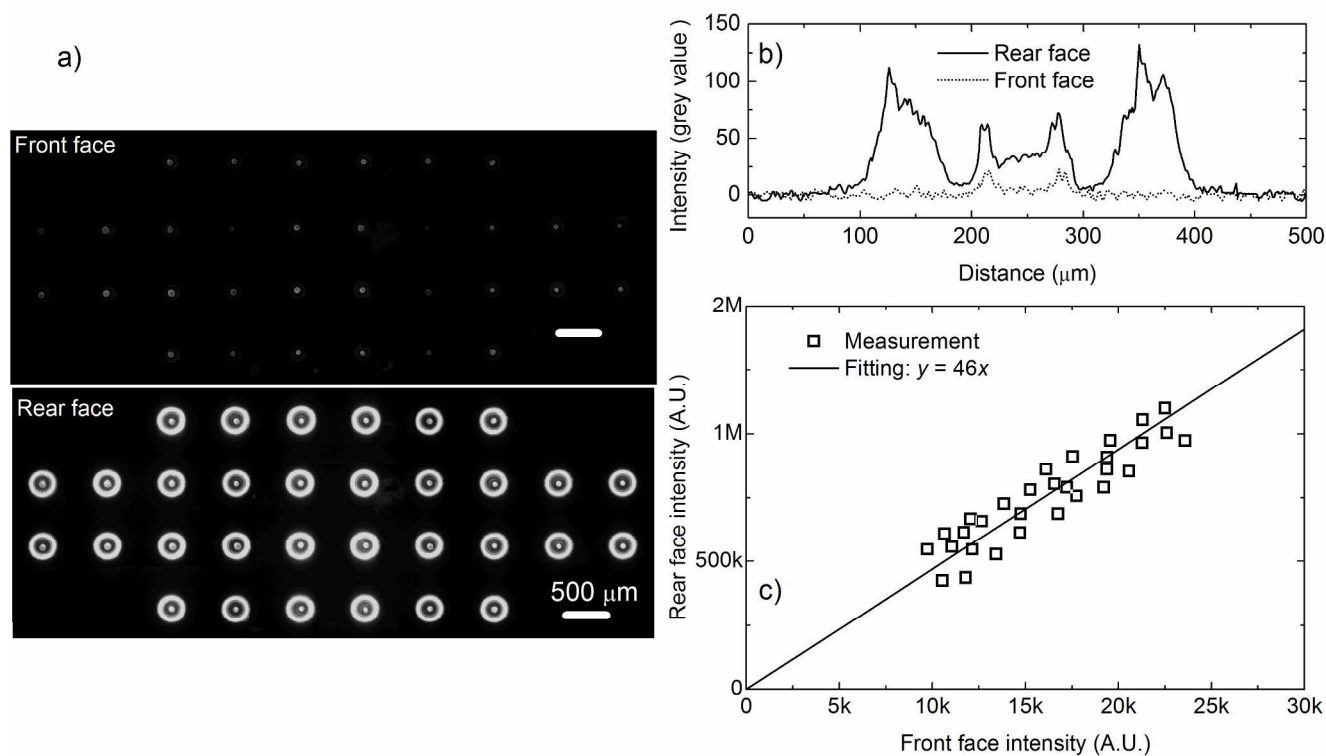 a)
Front face
Rear face
500 μm
b)
Rear face
Front face
Intensity (grey value)
150
100
50
0
0 100 200 300 400 500
Distance (μm)
c)
Measurement
Fitting: y = 46x
Rear face intensity (A.U.)
2M
1M
500k
0
0 5k 10k 15k 20k 25k 30k
Front face intensity (A.U.)